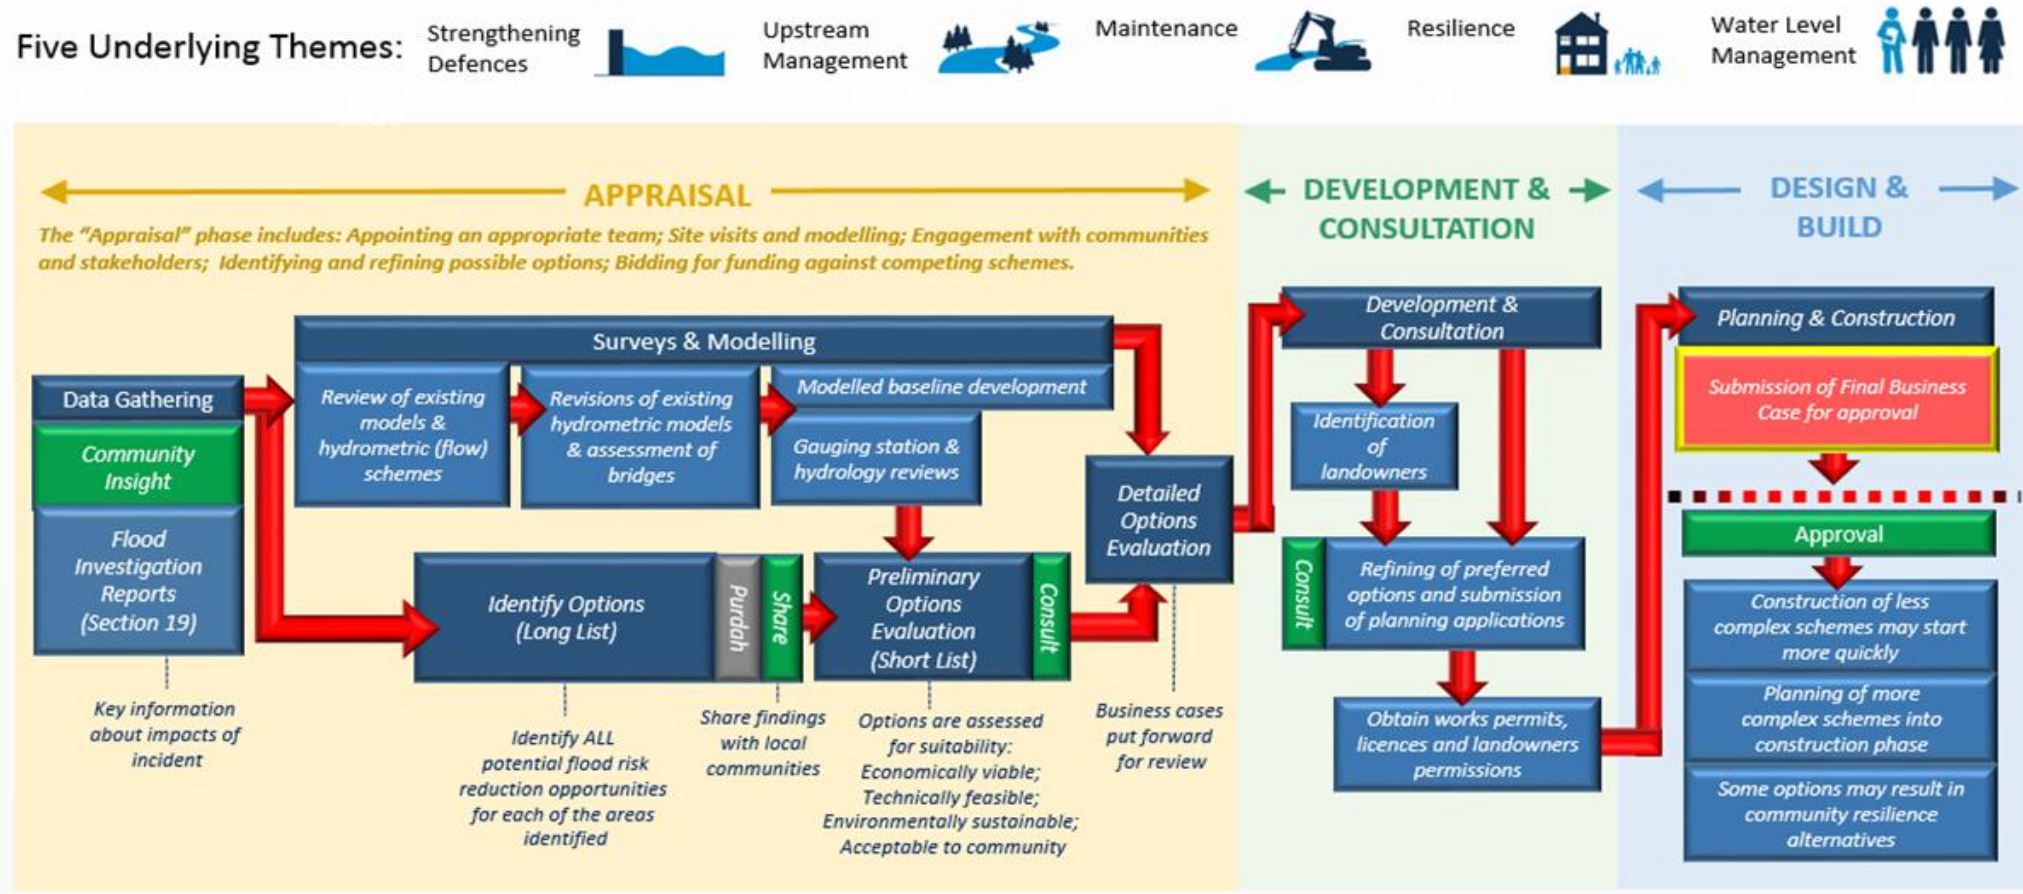 Five Underlying Themes:
Strengthening
Defences
Upstream
Management
Maintenance
Resilience
Water Level
Management
APPRAISAL
The "Appraisal" phase includes: Appointing an appropriate team; Site visits and modelling; Engagement with communities
and stakeholders; Identifying and refining possible options; Bidding for funding against competing schemes.
Data Gathering
Community
Insight
Flood
Investigation
Reports
(Section 19)
Key information
about impacts of
incident
Surveys & Modelling
Review of existing
models &
hydrometric (flow)
schemes
Revisions of existing
hydrometric models
& assessment of
bridges
Modelled baseline development
Gauging station &
hydrology reviews
Identify Options
(Long List)
Purdah
Share
Identify ALL
potential flood risk
reduction opportunities
for each of the areas
identified
Share findings
with local
communities
Preliminary
Options
Evaluation
(Short List)
Consult
Options are assessed
for suitability:
Economically viable;
Technically feasible;
Environmentally sustainable;
Acceptable to community
Detailed
Options
Evaluation
Business cases
put forward
for review
DEVELOPMENT &
CONSULTATION
Development &
Consultation
Identification
of
landowners
Consult
Refining of preferred
options and submission
of planning applications
Obtain works permits,
licences and landowners
permissions
DESIGN &
BUILD
Planning & Construction
Submission of Final Business
Case for approval
Approval
Construction of less
complex schemes may start
more quickly
Planning of more
complex schemes into
construction phase
Some options may result in
community resilience
alternatives